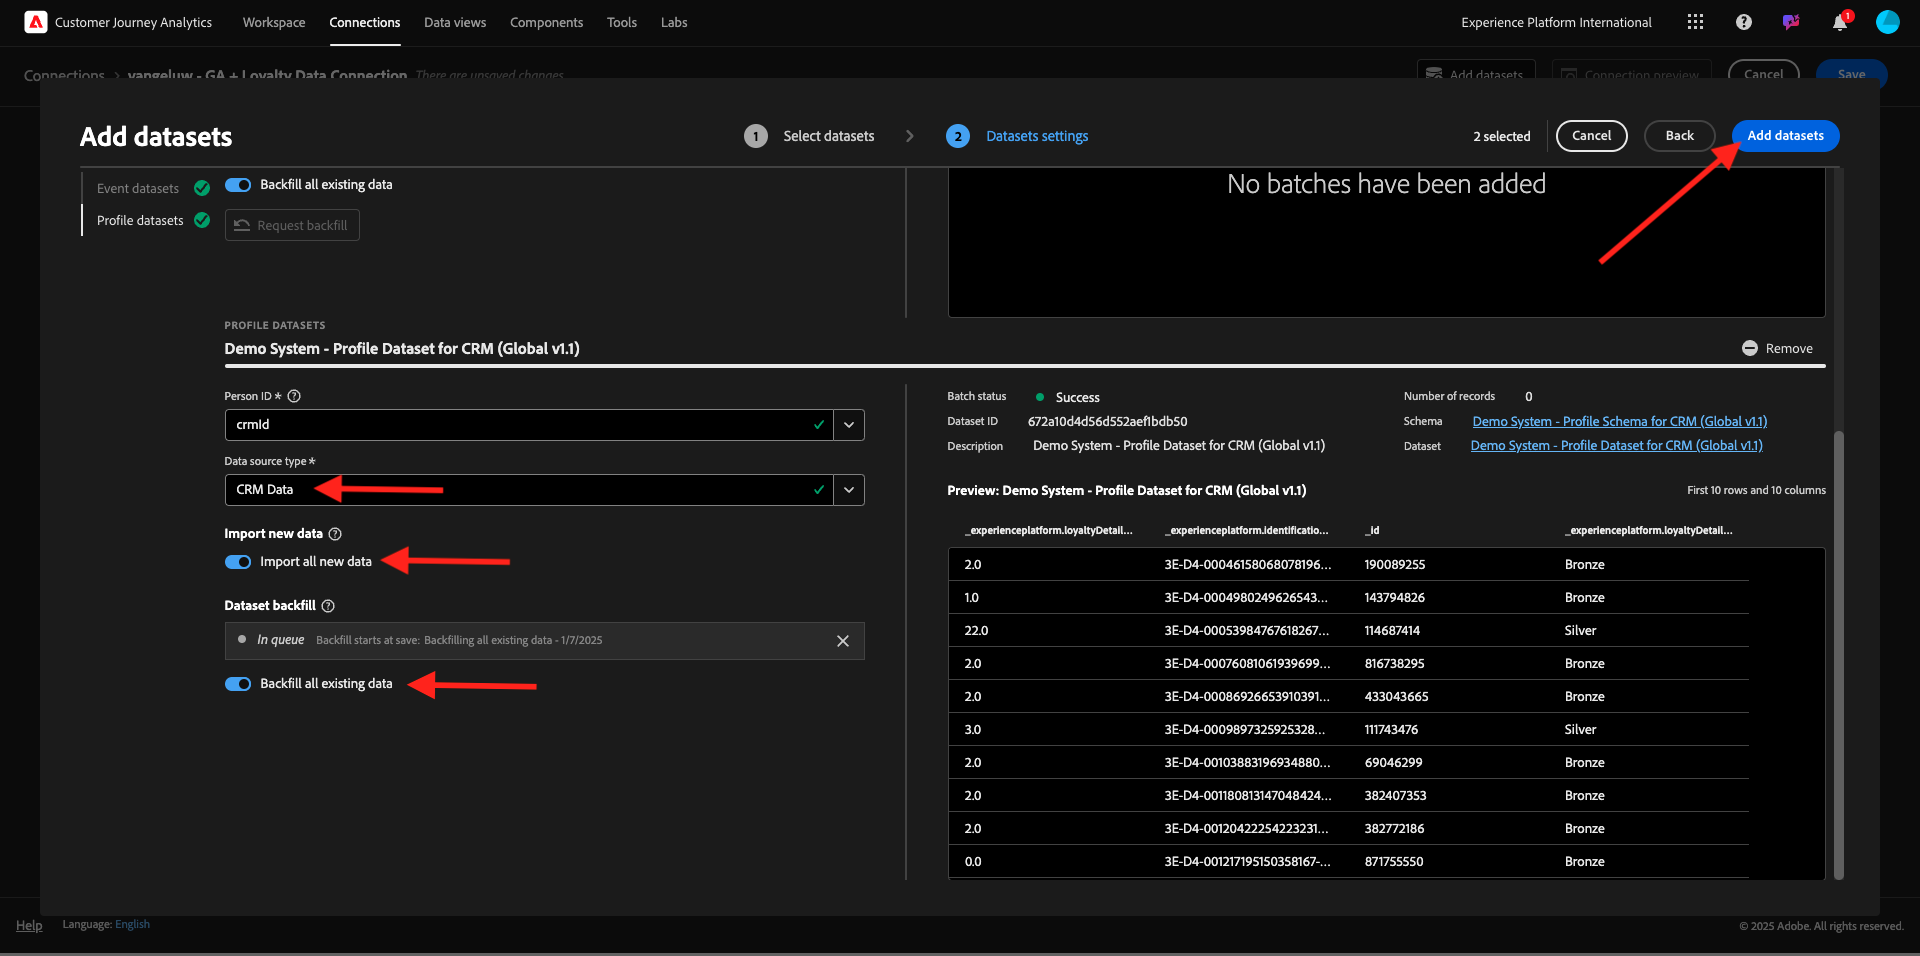 Customer Journey Analytics
Workspace
Connections
Data views
Components
Tools
Labs
Experience Platform International
1
Connections > vangeluw - GA + Loyalty Data Connection There are unsaved changes
Add datasets
Connection preview
Cancel
Save
Add datasets
1 Select datasets
2 Datasets settings
2 selected
Cancel
Back
Add datasets
Event datasets
Profile datasets
Backfill all existing data
Request backfill
No batches have been added
PROFILE DATASETS
Demo System - Profile Dataset for CRM (Global v1.1)
Remove
Person ID *
crmId
Data source type *
CRM Data
Import new data
Import all new data
Dataset backfill
In queue Backfill starts at save: Backfilling all existing data - 1/7/2025
Backfill all existing data
Batch status Success
Number of records 0
Dataset ID 672a10d4d56d552aef1bdb50
Schema Demo System - Profile Schema for CRM (Global v1.1)
Description Demo System - Profile Dataset for CRM (Global v1.1)
Dataset Demo System - Profile Dataset for CRM (Global v1.1)
Preview: Demo System - Profile Dataset for CRM (Global v1.1)
First 10 rows and 10 columns
_experienceplatform.loyaltyDetail... _experienceplatform.identificatio... _id _experienceplatform.loyaltyDetail...
2.0 3E-D4-00046158068078196... 190089255 Bronze
1.0 3E-D4-0004980249626543... 143794826 Bronze
22.0 3E-D4-00053984767618267... 114687414 Silver
2.0 3E-D4-00076081061939699... 816738295 Bronze
2.0 3E-D4-00086926653910391... 433043665 Bronze
3.0 3E-D4-0009897325925328... 111743476 Silver
2.0 3E-D4-00103883196934880... 69046299 Bronze
2.0 3E-D4-00118081314704842​4... 382407353 Bronze
2.0 3E-D4-00120422254223231... 382772186 Bronze
0.0 3E-D4-001217195150358167-... 871755550 Bronze
Help
Language: English
© 2025 Adobe. All rights reserved.